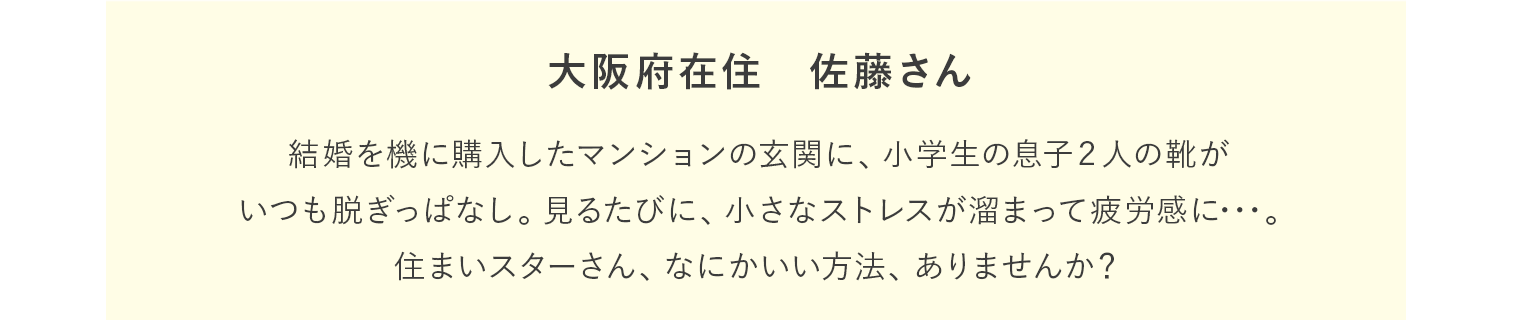 大阪府在住　佐藤さん
結婚を機に購入したマンションの玄関に、小学生の息子２人の靴が
いつも脱ぎっぱなし。見るたびに、小さなストレスが溜まって疲労感に・・・。
住まいスターさん、なにかいい方法、ありませんか？